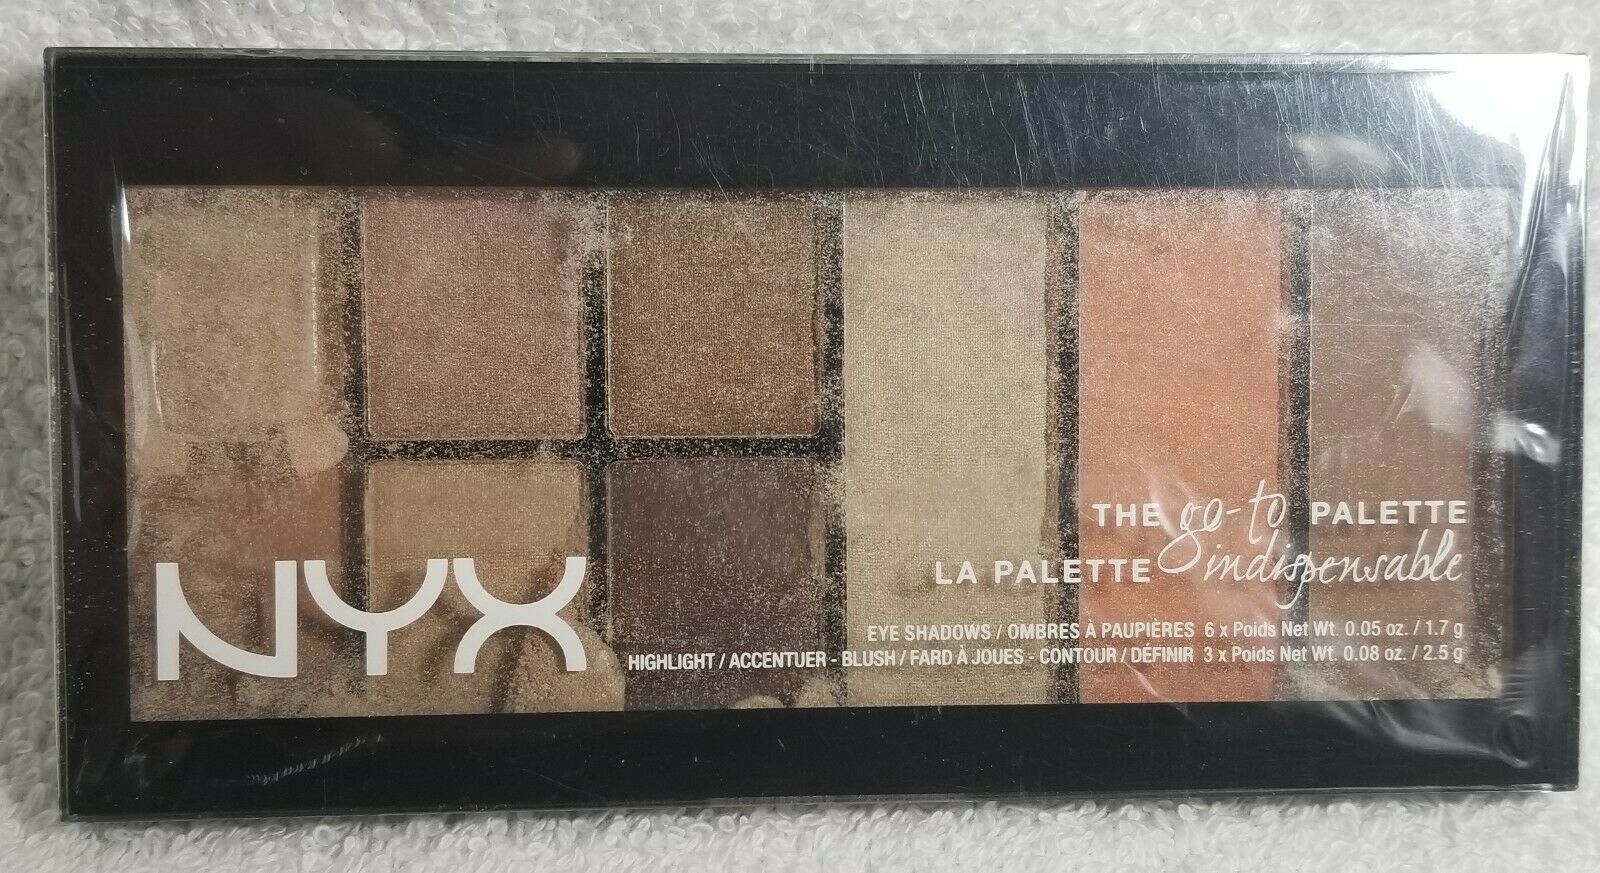 NYX
THE go-to PALETTE
LA PALETTE indispensable
EYE SHADOWS / OMBRES À PAUPIÈRES 6 x Poids Net Wt. 0.05 oz. / 1.7 g
HIGHLIGHT / ACCENTUER - BLUSH / FARD À JOUES - CONTOUR / DÉFINIR 3 x Poids Net Wt. 0.08 oz. / 2.5 g